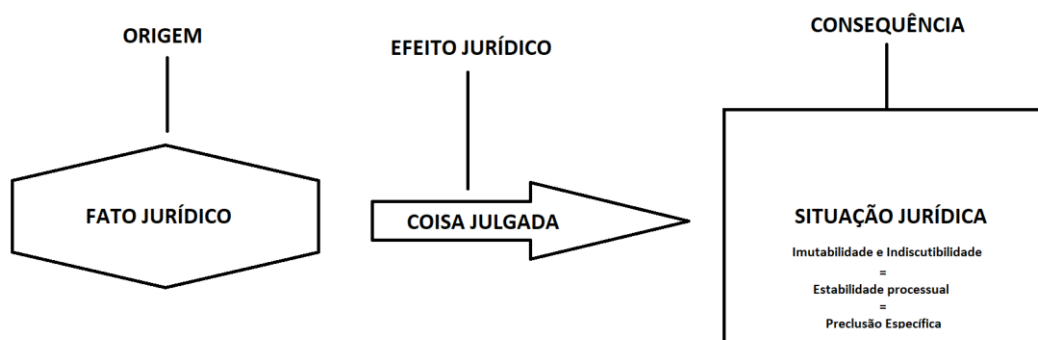 ORIGEM
EFEITO JURÍDICO
CONSEQUÊNCIA
FATO JURÍDICO
COISA JULGADA
SITUAÇÃO JURÍDICA
Imutabilidade e Indiscutibilidade
=
Estabilidade processual
=
Preclusão Específica